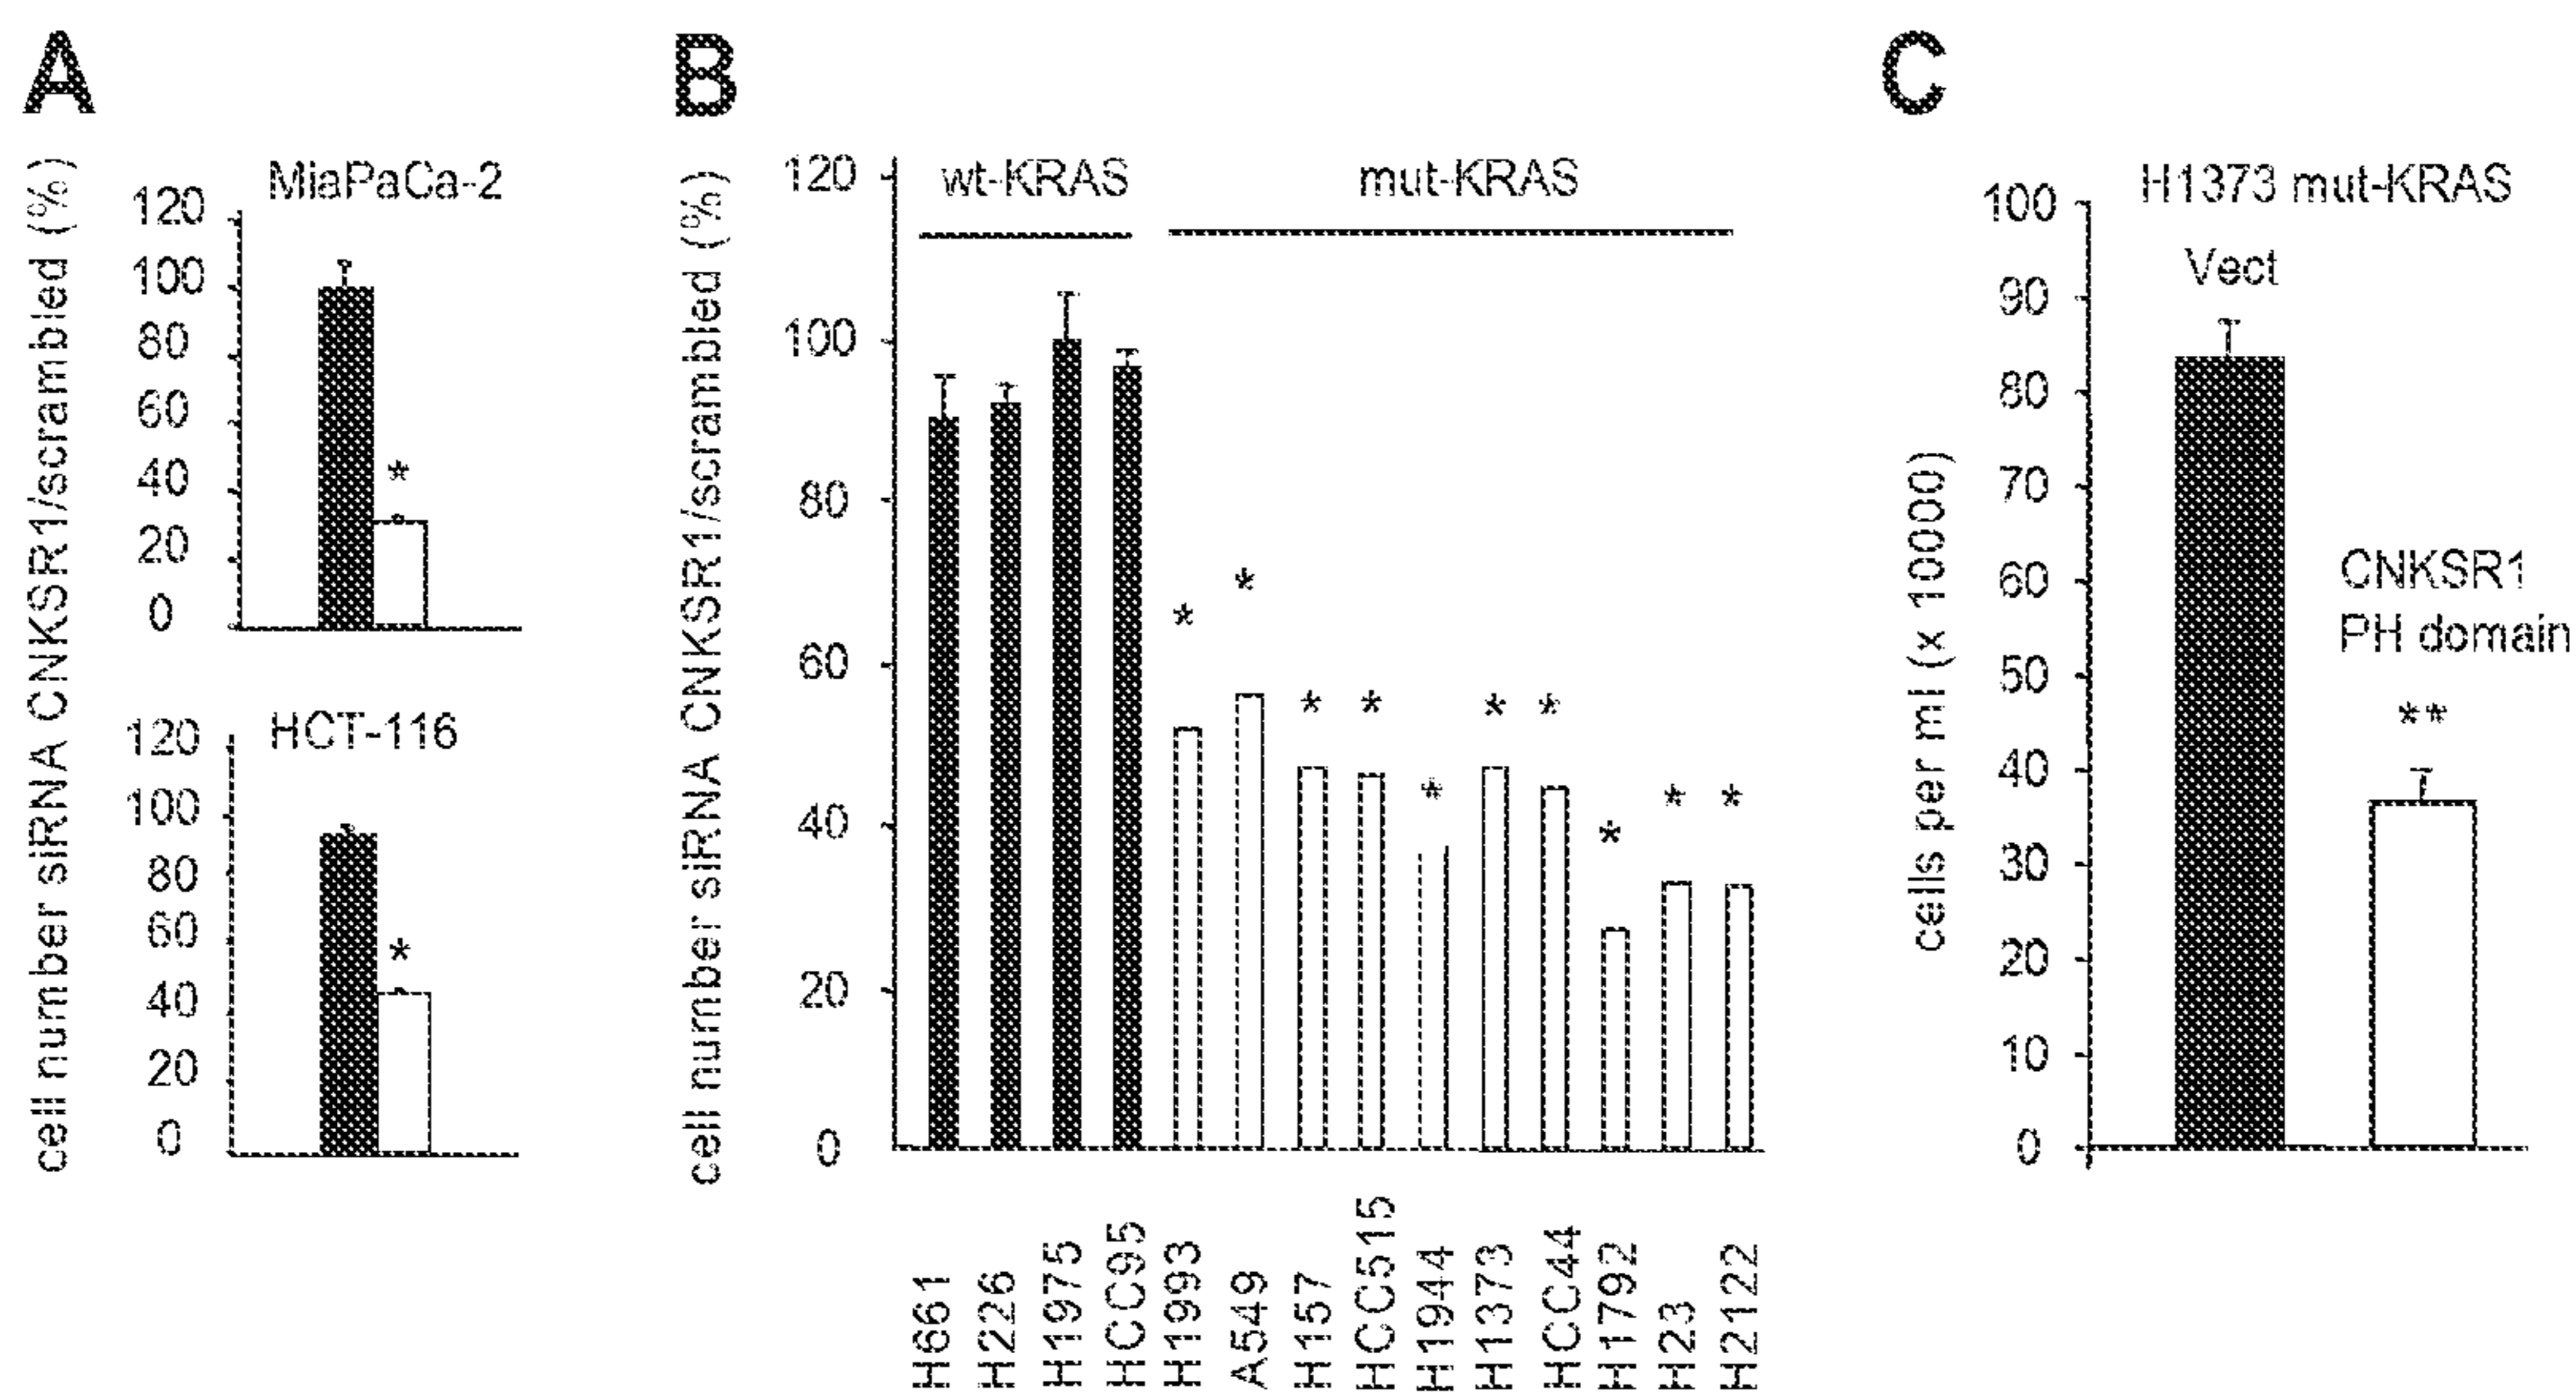 A
cell number siRNA CNKSR1/scrambled (%)
MiaPaCa-2
120
100
80
60
40
20
0
*
HCT-116
120
100
80
60
40
20
0
*
B
cell number siRNA CNKSR1/scrambled (%)
120
100
80
60
40
20
0
wt-KRAS
mut-KRAS
* * * * * * * * * *
H661
H226
H1975
HCC95
H1993
A549
H157
HCC515
H1944
H1373
HCC44
H1792
H23
H2122
C
cells per ml (x 10000)
H1373 mut-KRAS
100
90
80
70
60
50
40
30
20
10
0
Vect
CNKSR1
PH domain
**